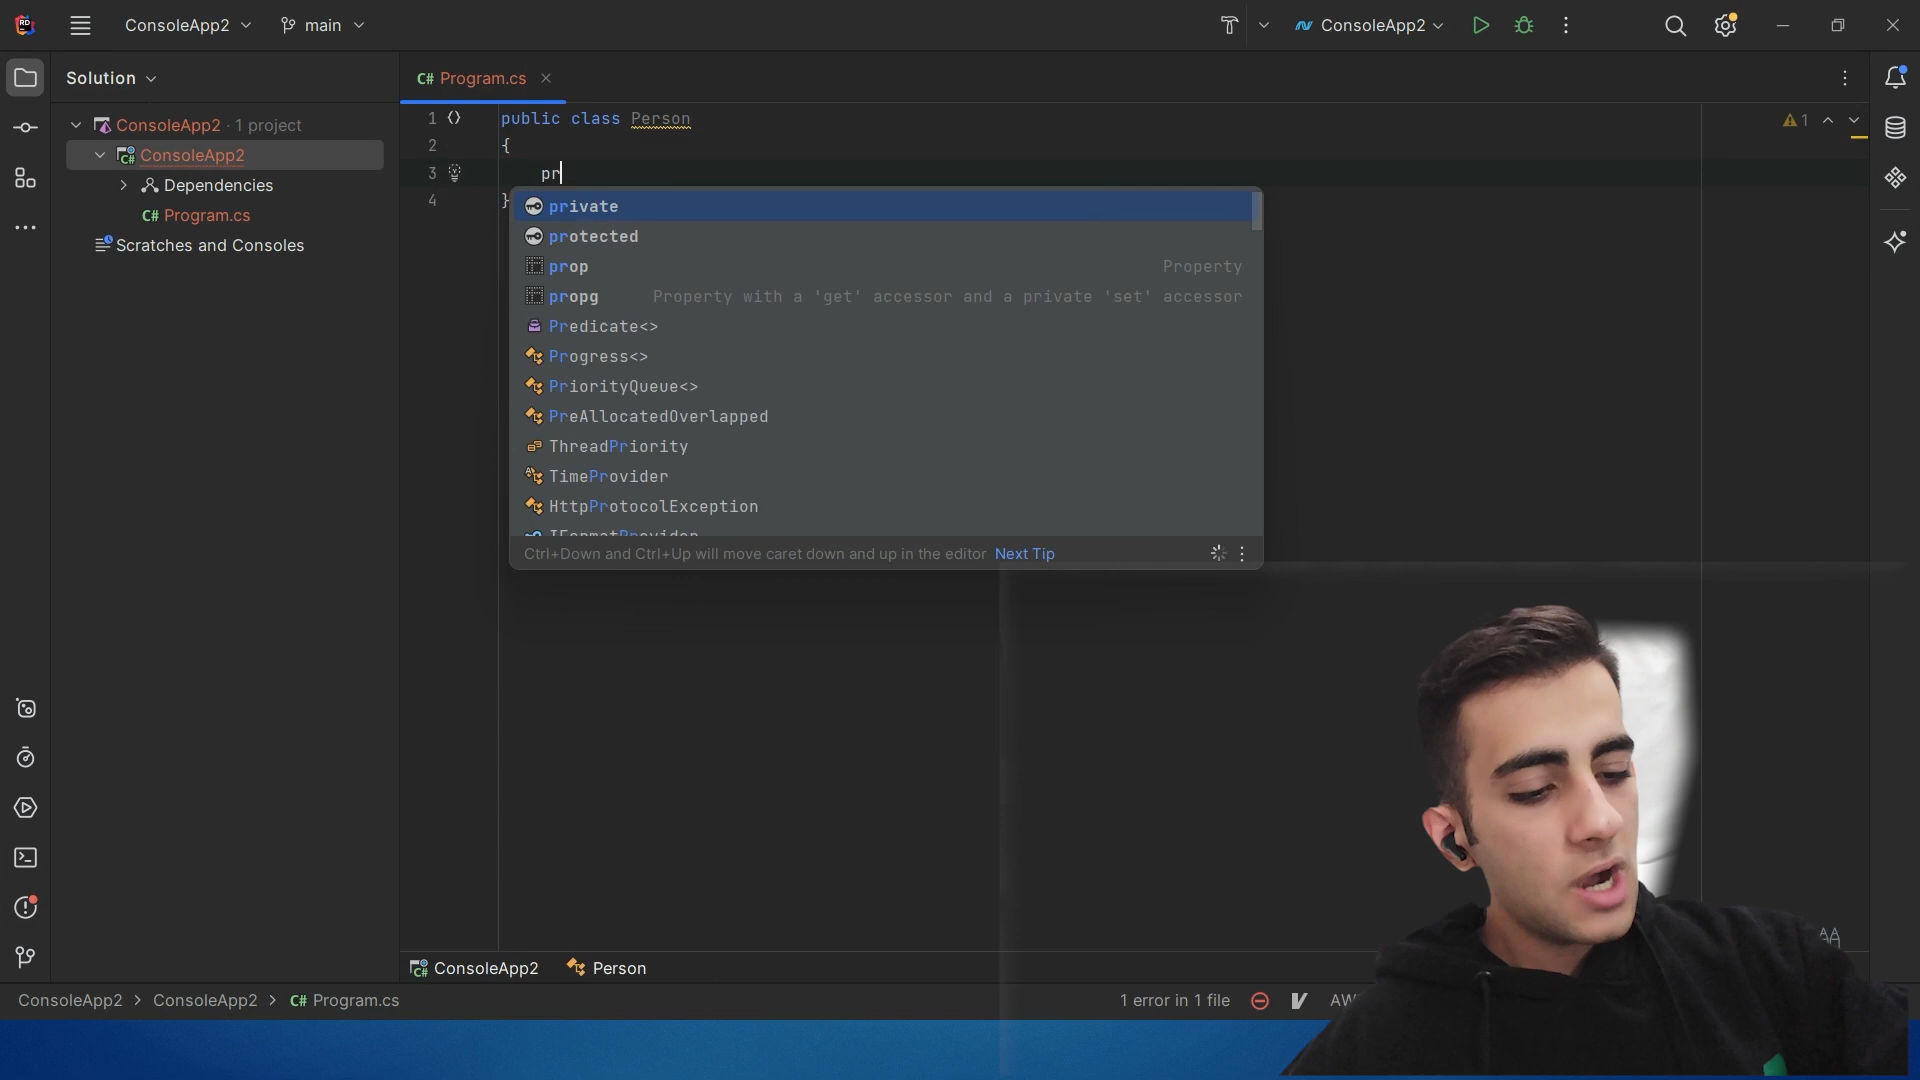 ConsoleApp2
main
ConsoleApp2
Solution
C# Program.cs
ConsoleApp2 · 1 project
ConsoleApp2
Dependencies
C# Program.cs
Scratches and Consoles
1 public class Person
2 {
3 pr
4 }
1
private
protected
prop Property
propg Property with a 'get' accessor and a private 'set' accessor
Predicate<>
Progress<>
PriorityQueue<>
PreAllocatedOverlapped
ThreadPriority
TimeProvider
HttpProtocolException
IFormatProvider
Ctrl+Down and Ctrl+Up will move caret down and up in the editor Next Tip
ConsoleApp2 Person
ConsoleApp2 > ConsoleApp2 > C# Program.cs
1 error in 1 file